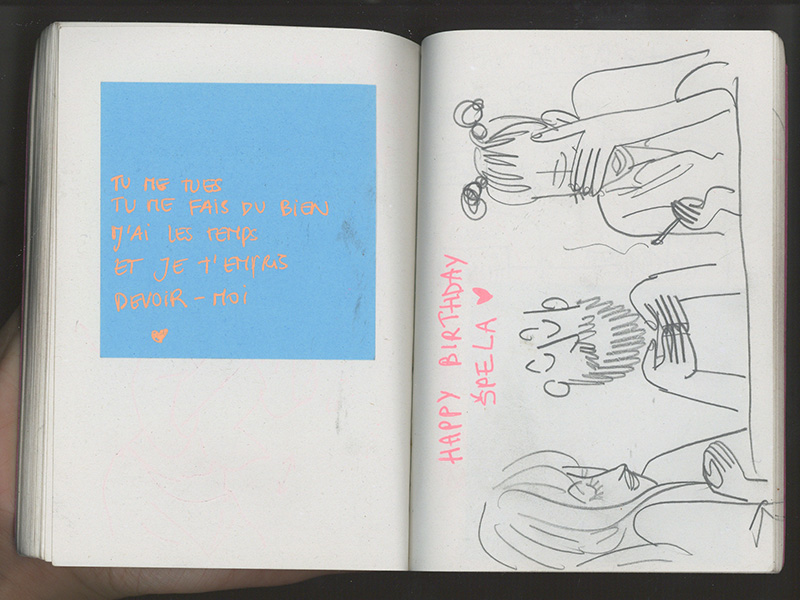 TU ME TUES
TU ME FAIS DU BIEN
J'AI LES TEMPS
ET JE T'EMPRIS
DEVOIR-MOI
HAPPY BIRTHDAY
ŠPELA